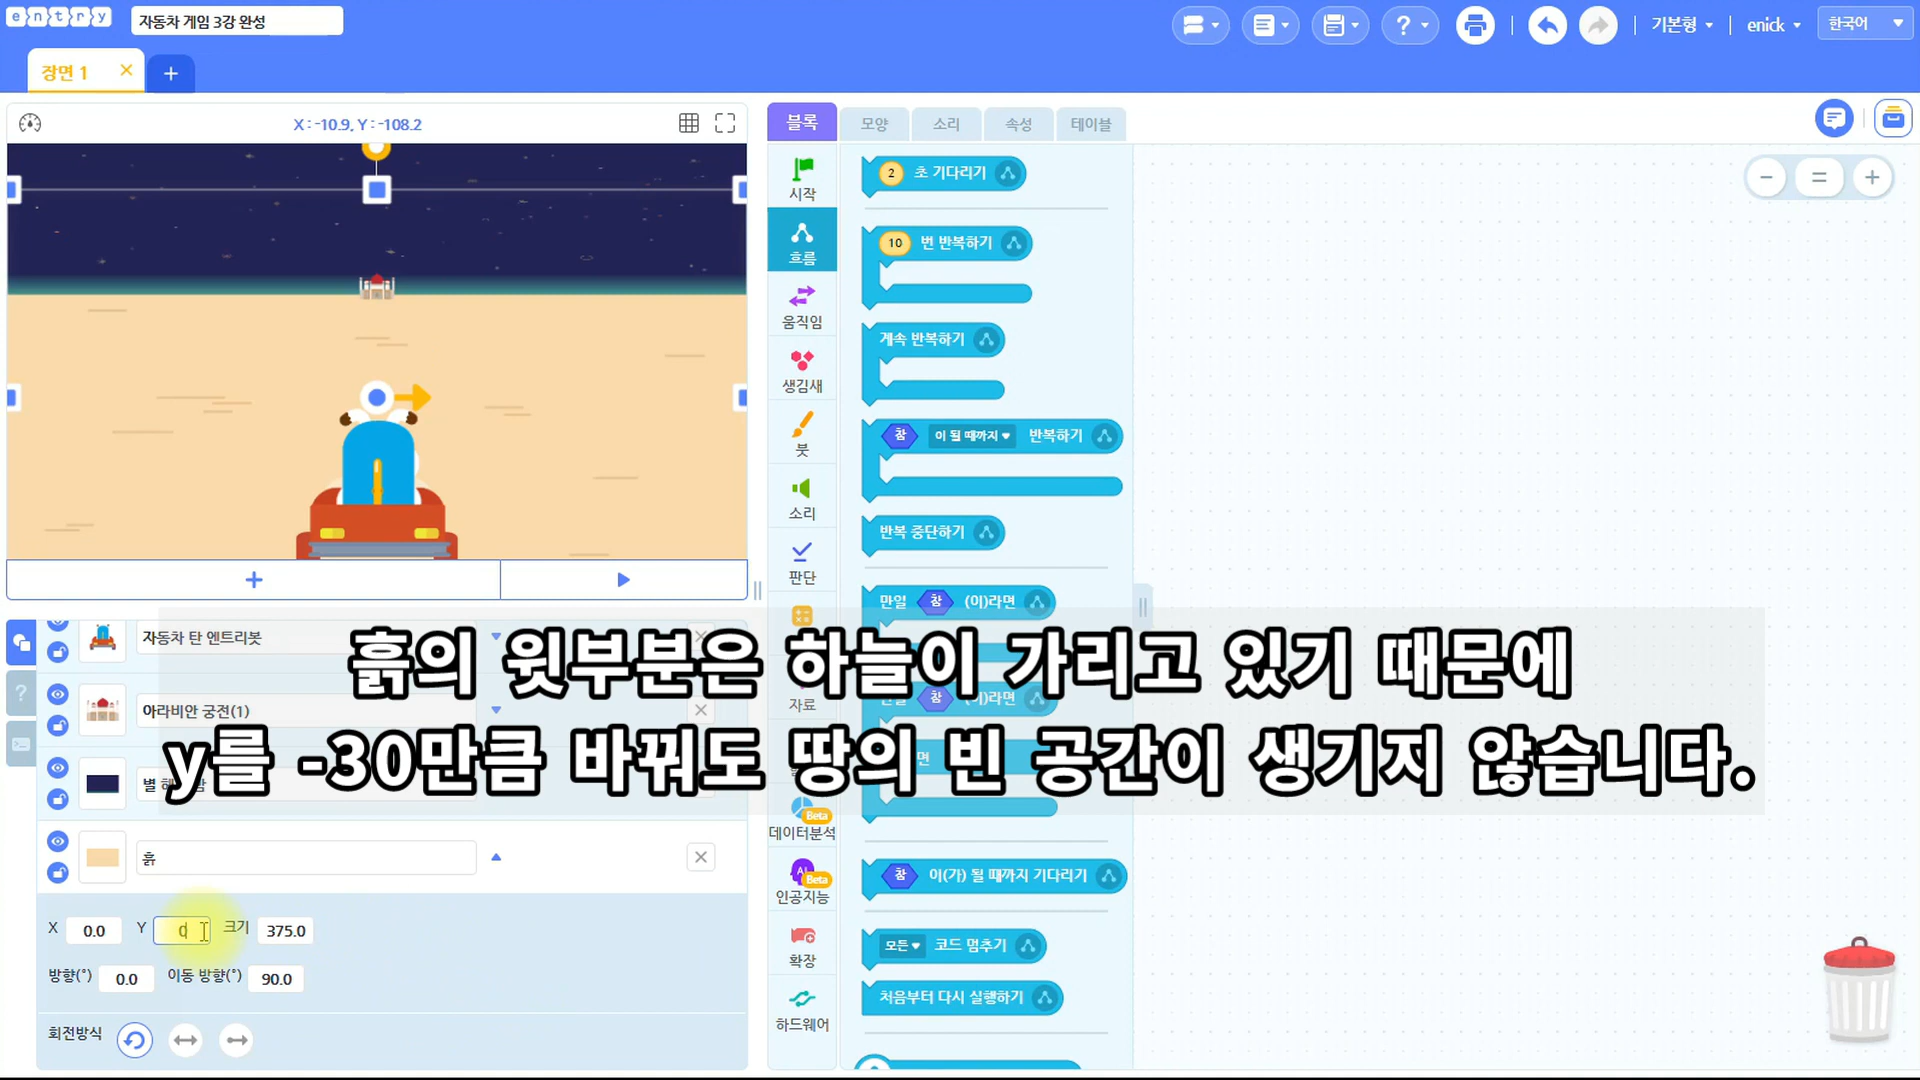 entry
자동차 게임 3강 완성
기본형
enick
한국어
장면 1
X : -10.9, Y : -108.2
블록
모양
소리
속성
테이블
시작
흐름
움직임
생김새
붓
소리
판단
자료
Beta
데이터분석
AI
Beta
인공지능
확장
하드웨어
2 초 기다리기
10 번 반복하기
계속 반복하기
참 이 될 때까지 반복하기
반복 중단하기
만일 참 (이)라면
참 (이)라면
면
참 이(가) 될 때까지 기다리기
모든 코드 멈추기
처음부터 다시 실행하기
자동차 탄 엔트리봇
아라비안 궁전(1)
별
흙
흙의 윗부분은 하늘이 가리고 있기 때문에
y를 -30만큼 바꿔도 땅의 빈 공간이 생기지 않습니다.
X 0.0 Y 0 크기 375.0
방향(°) 0.0 이동 방향(°) 90.0
회전방식